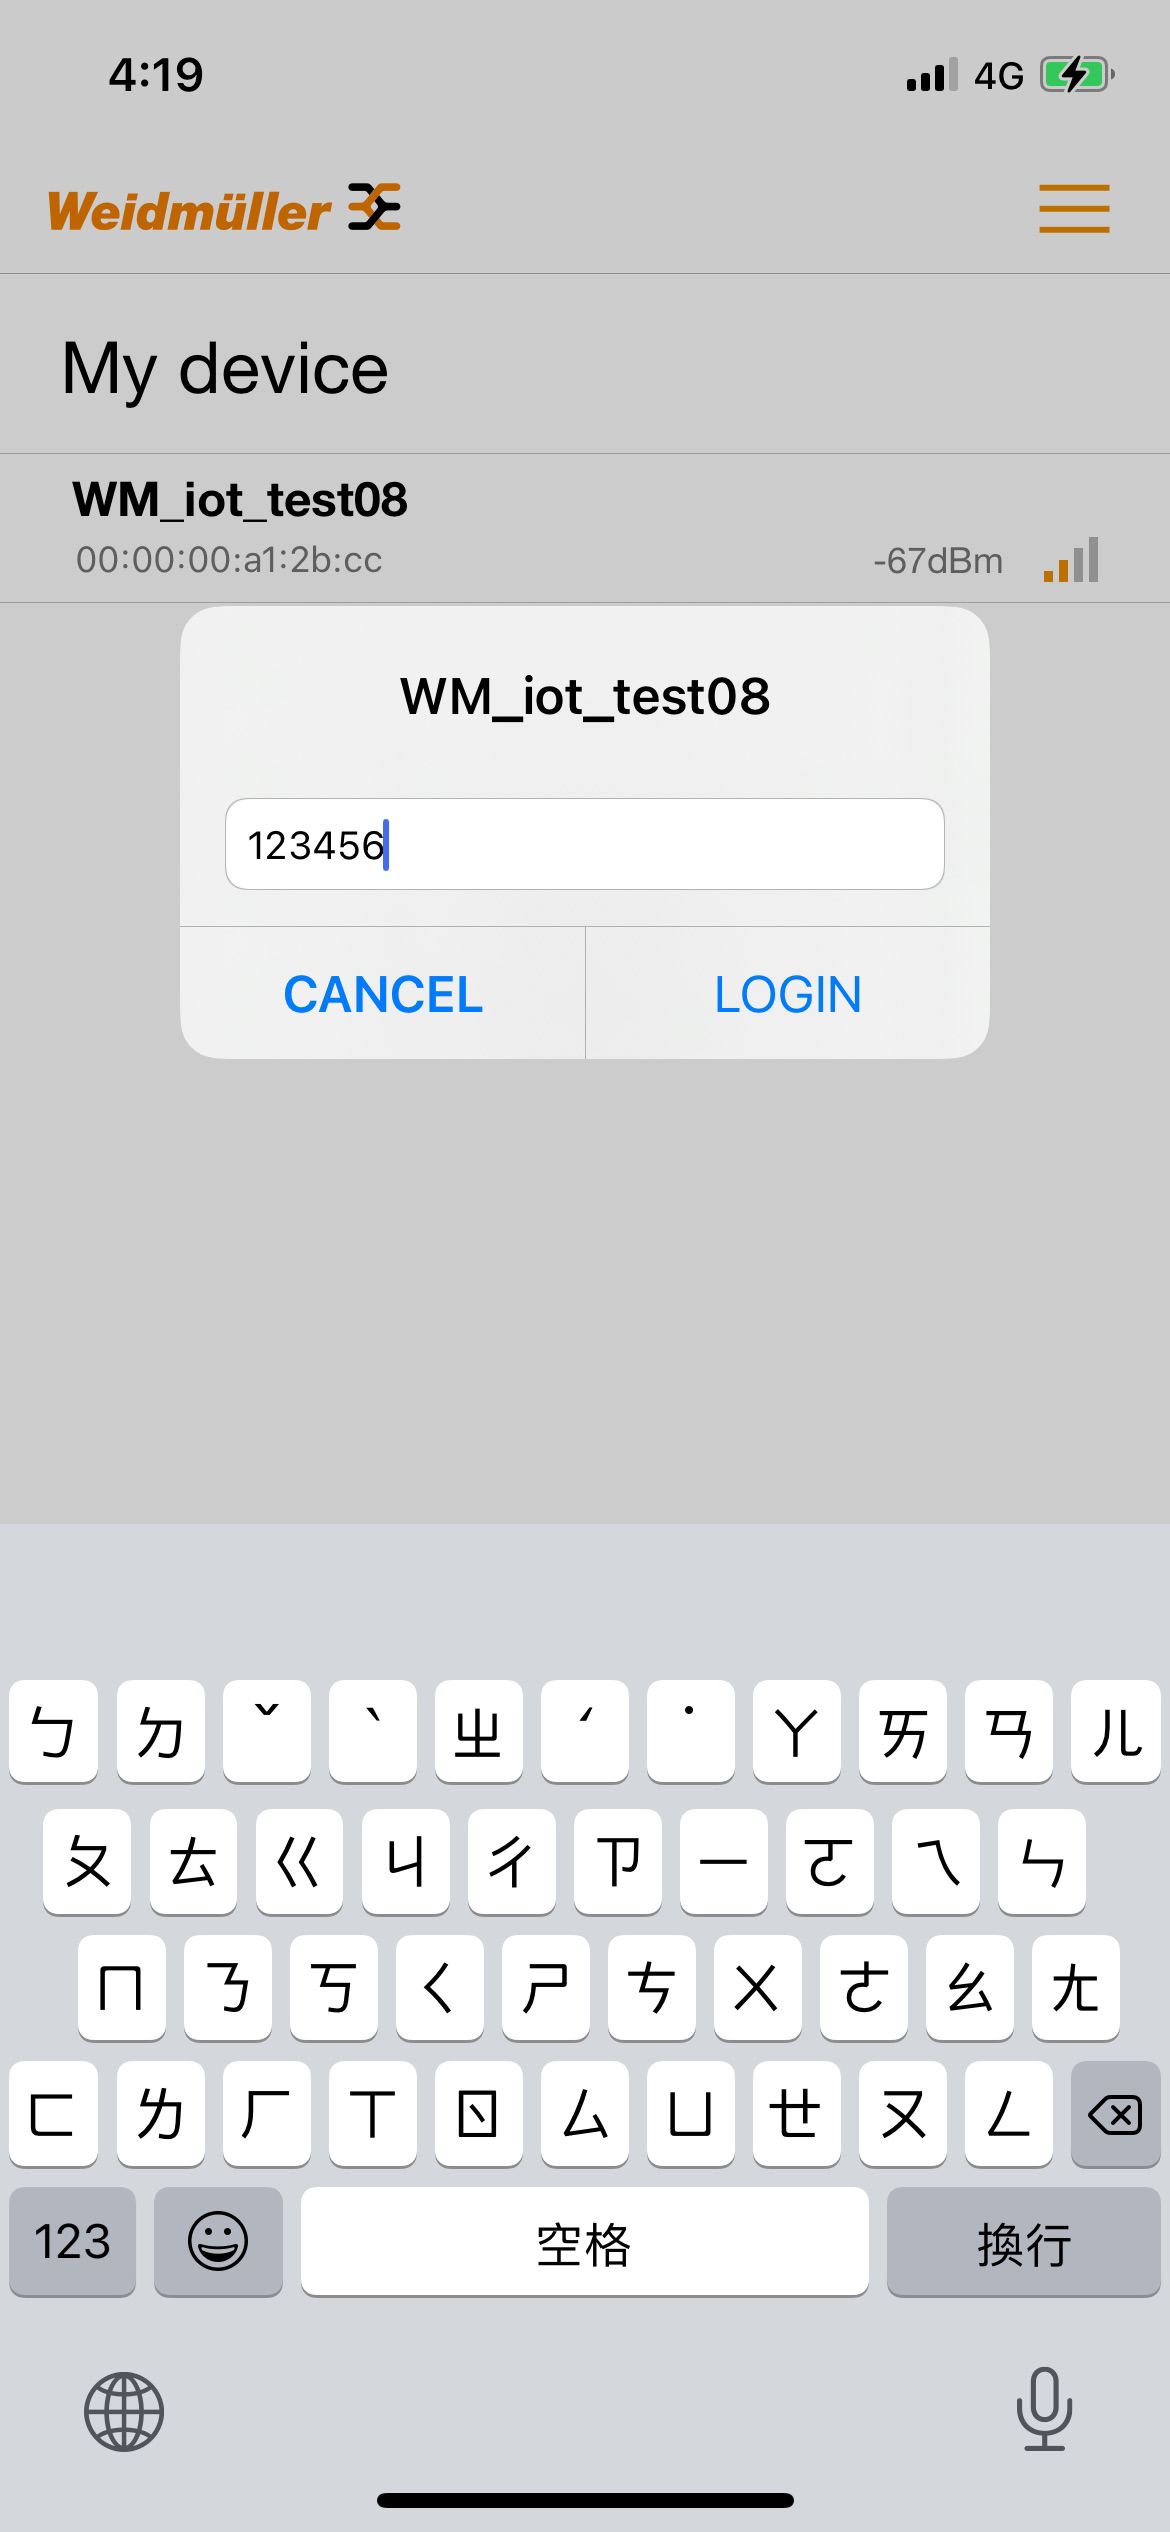 4:19 4G
Weidmüller
My device
WM_iot_test08
00:00:00:a1:2b:cc -67dBm
WM_iot_test08
123456
CANCEL LOGIN
ㄅ ㄉ ˇ ˋ ㄓ ˊ ˙ ㄚ ㄞ ㄢ ㄦ
ㄆ ㄊ ㄍ ㄐ ㄔ ㄗ ㄧ ㄛ ㄟ ㄣ
ㄇ ㄋ ㄎ ㄑ ㄕ ㄘ ㄨ ㄜ ㄠ ㄤ
ㄈ ㄌ ㄏ ㄒ ㄖ ㄙ ㄩ ㄝ ㄡ ㄥ
123 空格 換行